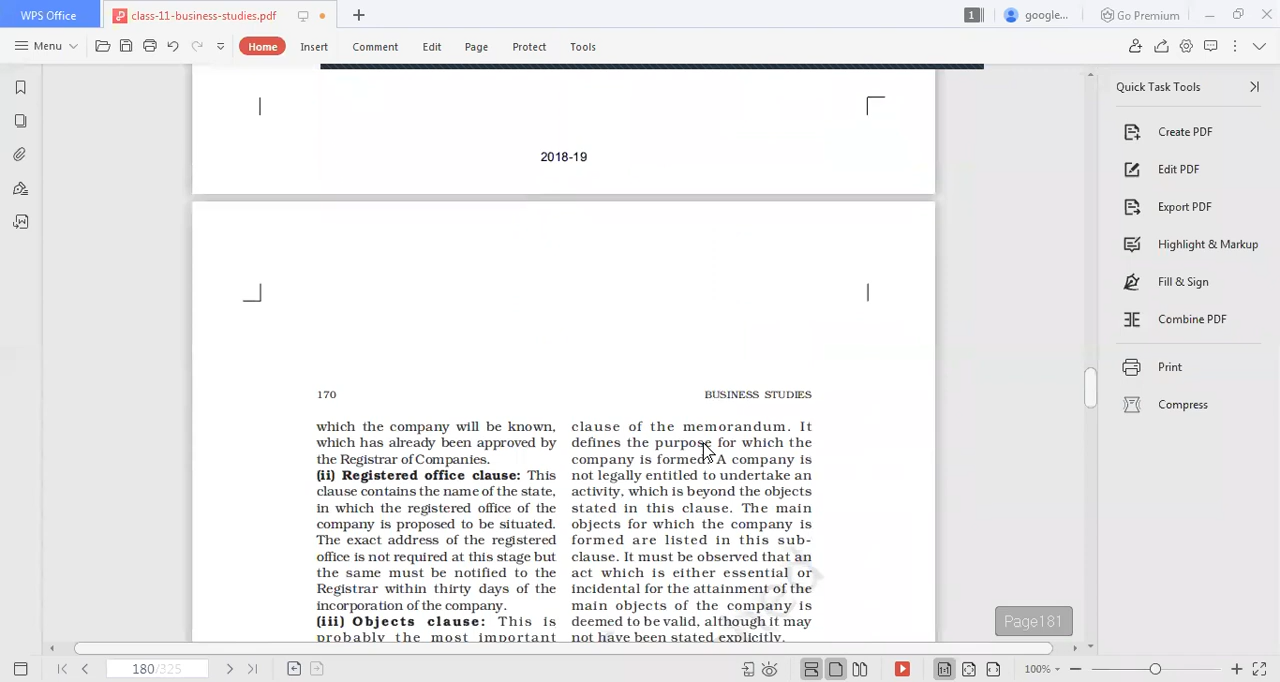 WPS Office
class-11-business-studies.pdf
1
google...
Go Premium
Menu
Home
Insert
Comment
Edit
Page
Protect
Tools
Quick Task Tools
Create PDF
Edit PDF
Export PDF
Highlight & Markup
Fill & Sign
Combine PDF
Print
Compress
2018-19
170
BUSINESS STUDIES
which the company will be known,
which has already been approved by
the Registrar of Companies.
(ii) Registered office clause: This
clause contains the name of the state,
in which the registered office of the
company is proposed to be situated.
The exact address of the registered
office is not required at this stage but
the same must be notified to the
Registrar within thirty days of the
incorporation of the company.
(iii) Objects clause: This is
probably the most important
clause of the memorandum. It
defines the purpose for which the
company is formed. A company is
not legally entitled to undertake an
activity, which is beyond the objects
stated in this clause. The main
objects for which the company is
formed are listed in this sub-
clause. It must be observed that an
act which is either essential or
incidental for the attainment of the
main objects of the company is
deemed to be valid, although it may
not have been stated explicitly.
Page181
180/325
1:1
100%